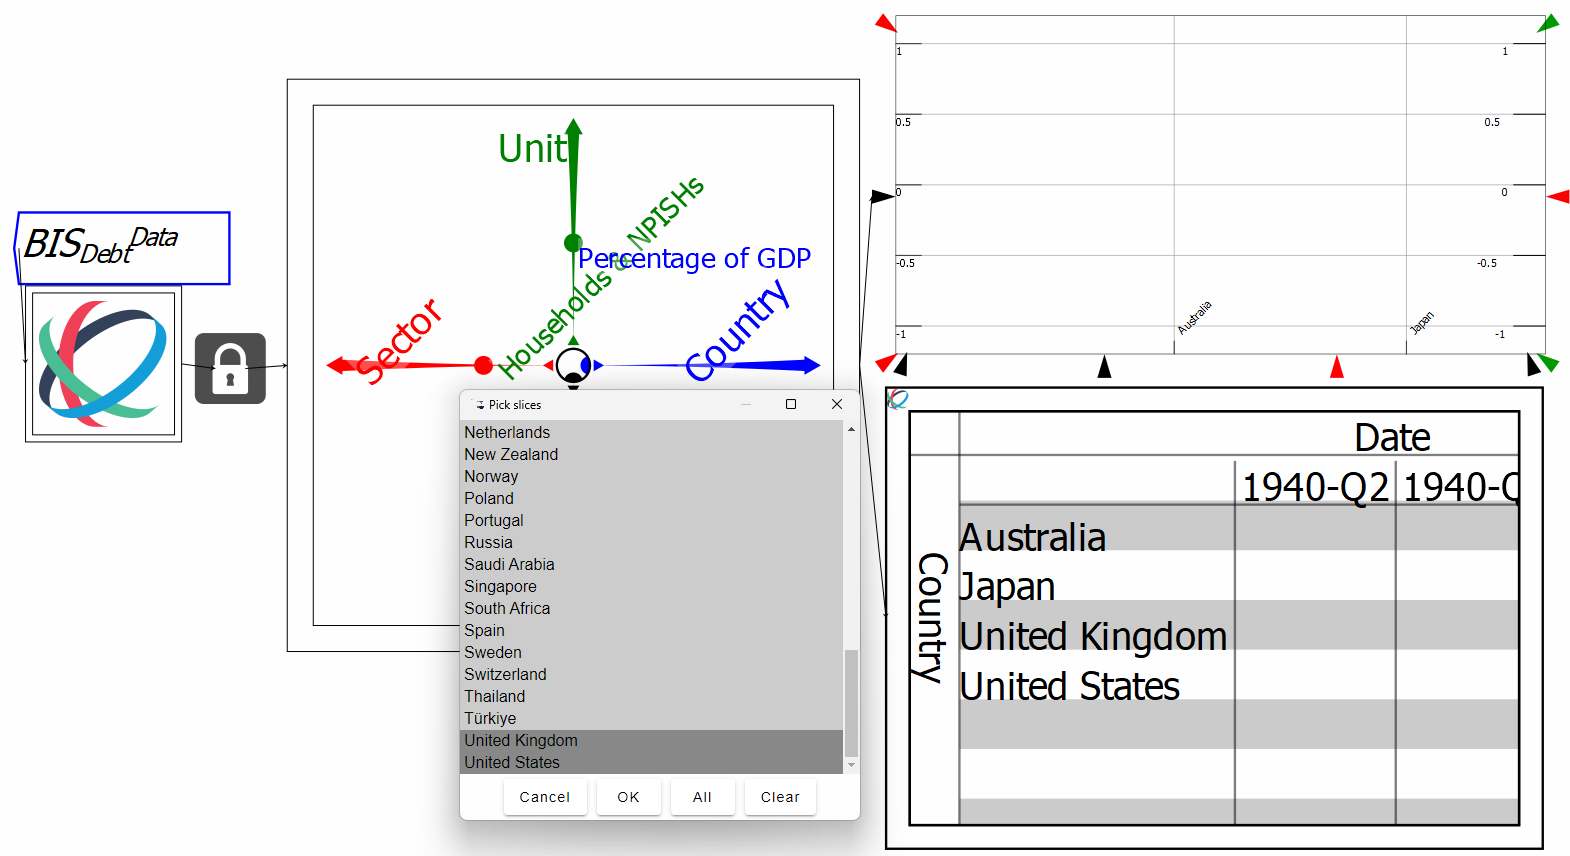 BIS Debt Data
Unit
Households & NPISHs
Percentage of GDP
Sector
Country
Pick slices
Netherlands
New Zealand
Norway
Poland
Portugal
Russia
Saudi Arabia
Singapore
South Africa
Spain
Sweden
Switzerland
Thailand
Türkiye
United Kingdom
United States
Cancel OK All Clear
1 1
0.5 0.5
0 0
-0.5 -0.5
-1 -1
Australia
Japan
Date
1940-Q2 1940-Q
Country
Australia
Japan
United Kingdom
United States